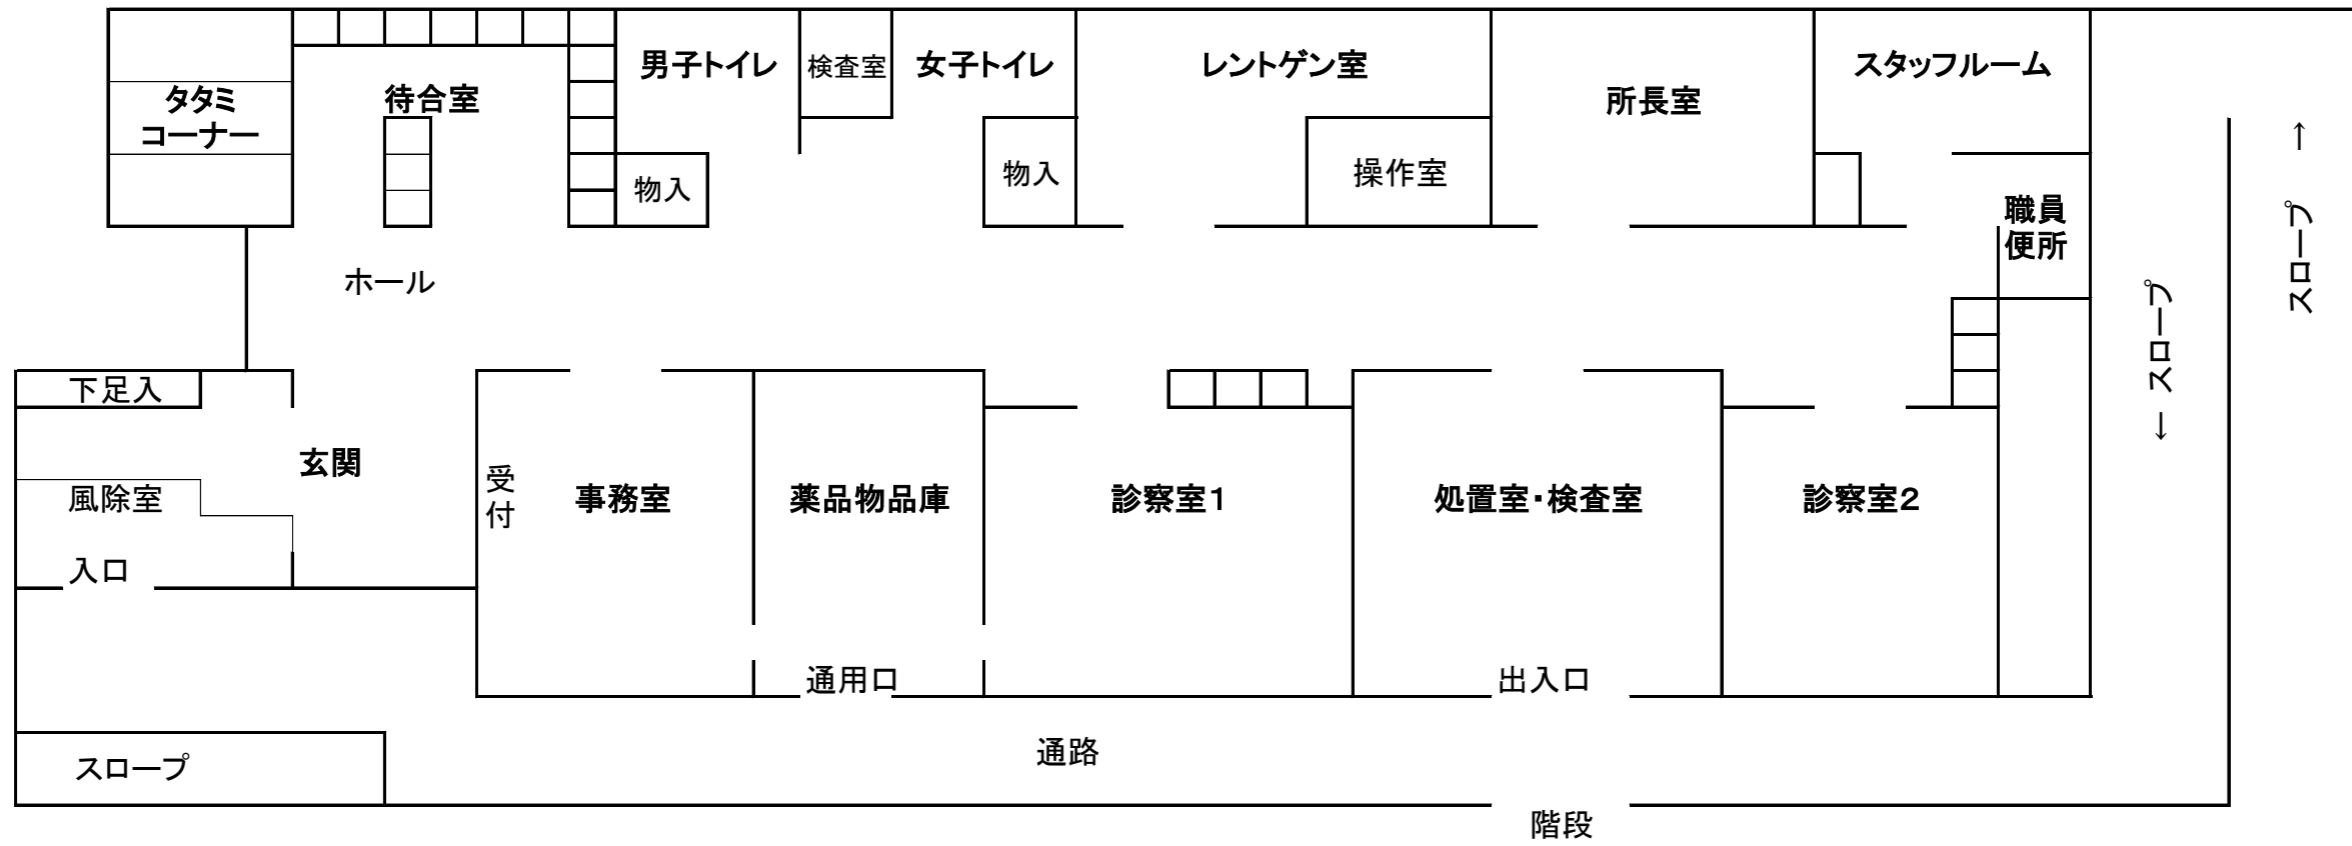 男子トイレ
検査室
女子トイレ
レントゲン室
スタッフルーム
タタミ
コーナー
待合室
所長室
物入
物入
操作室
職員
便所
スロープ →
ホール
← スロープ
下足入
玄関
受付
事務室
薬品物品庫
診察室1
処置室・検査室
診察室2
風除室
入口
通用口
出入口
スロープ
通路
階段